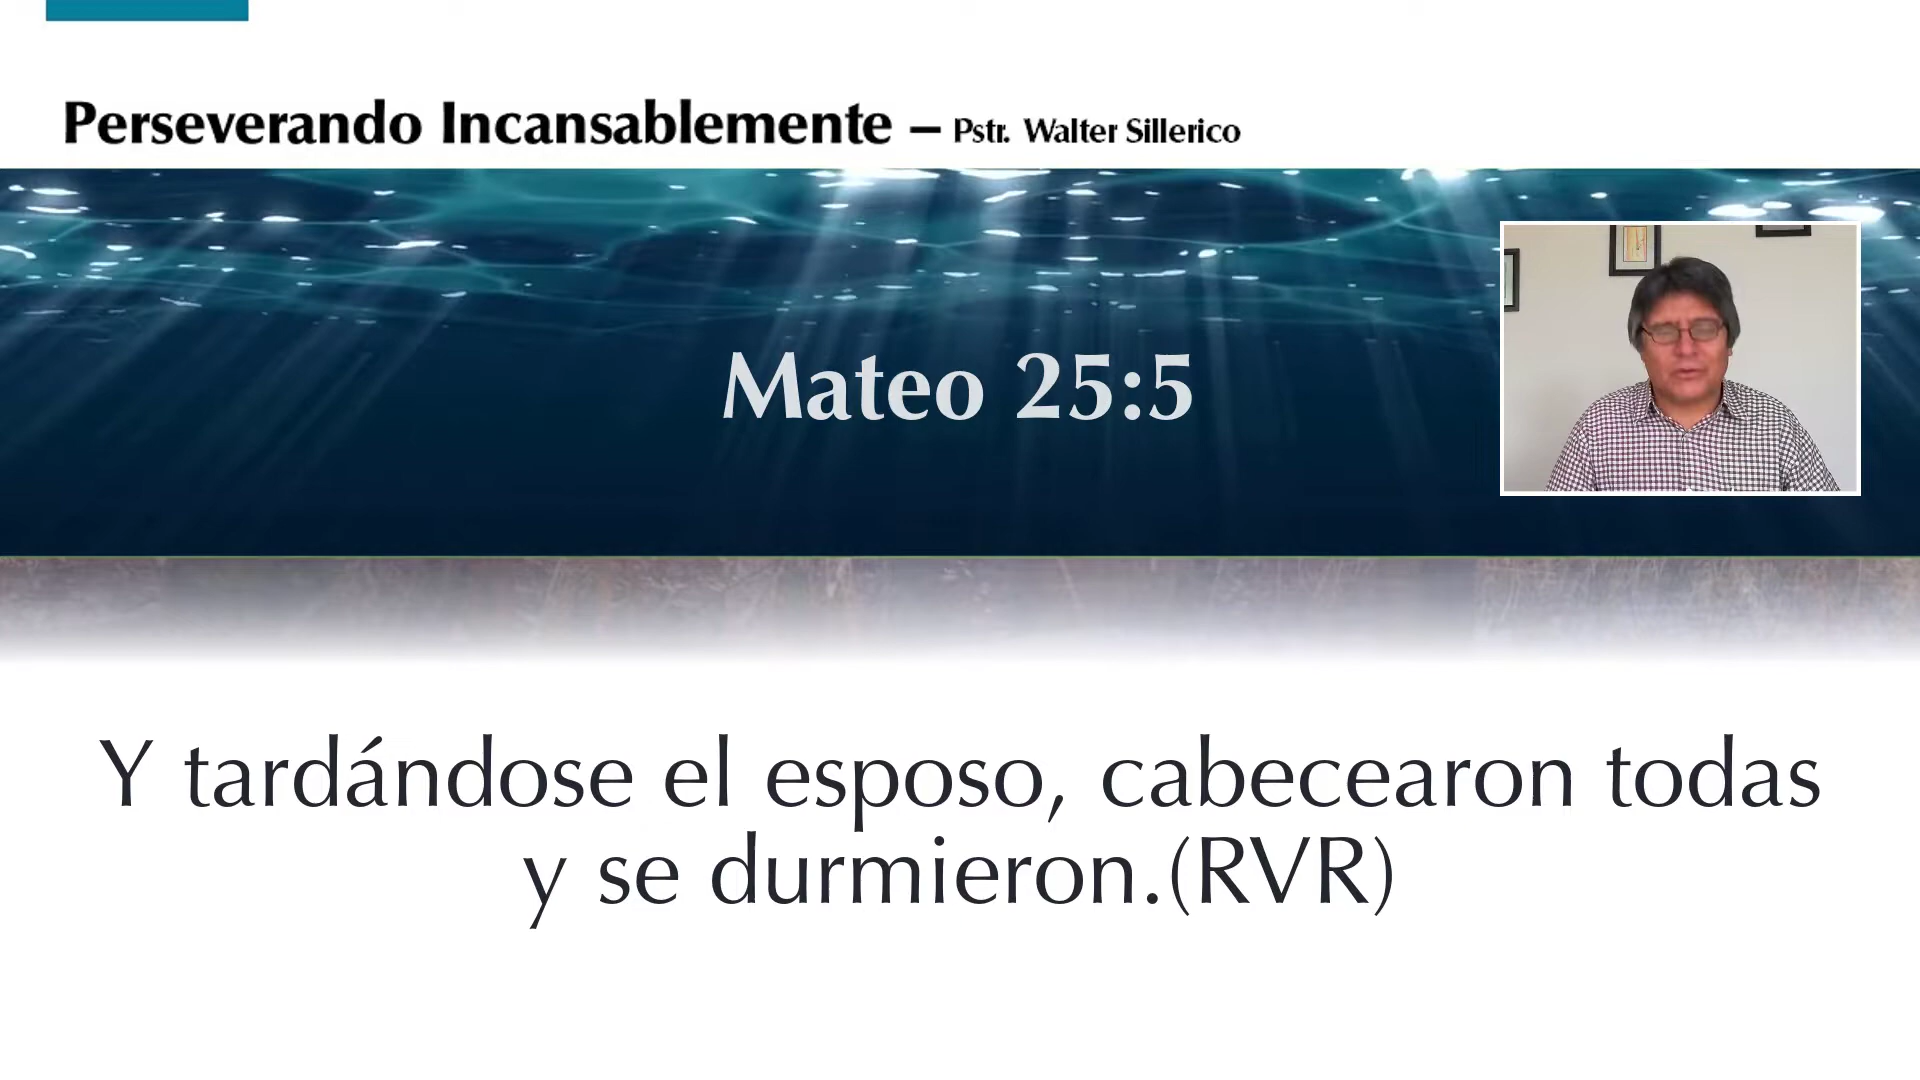 Perseverando Incansablemente — Pstr. Walter Sillerico
Mateo 25:5
Y tardándose el esposo, cabecearon todas
y se durmieron.(RVR)